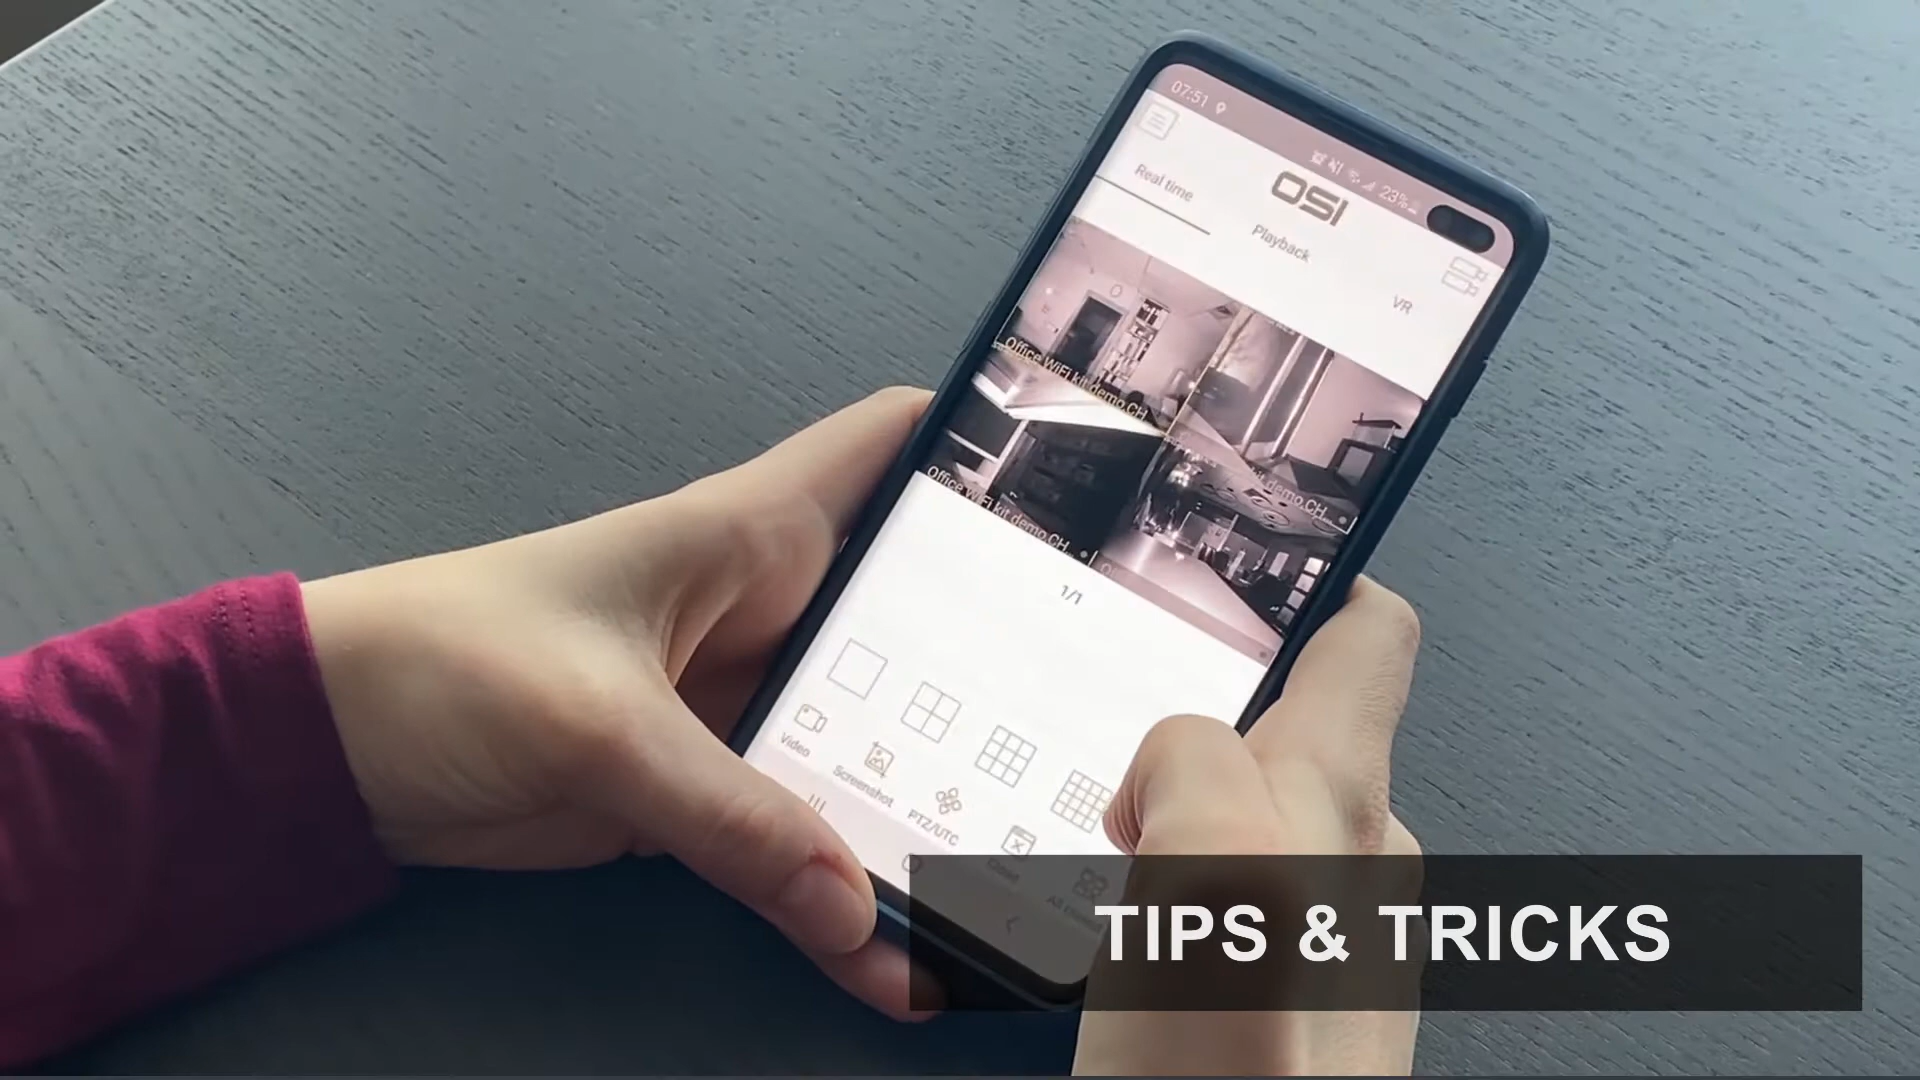 07:51
23%
OSI
Real time
Playback
VR
Office WiFi kit demo,CH
demo,CH...
Office WiFi kit demo,CH...
1/1
Video
Screenshot
PTZ/UTC
TIPS & TRICKS